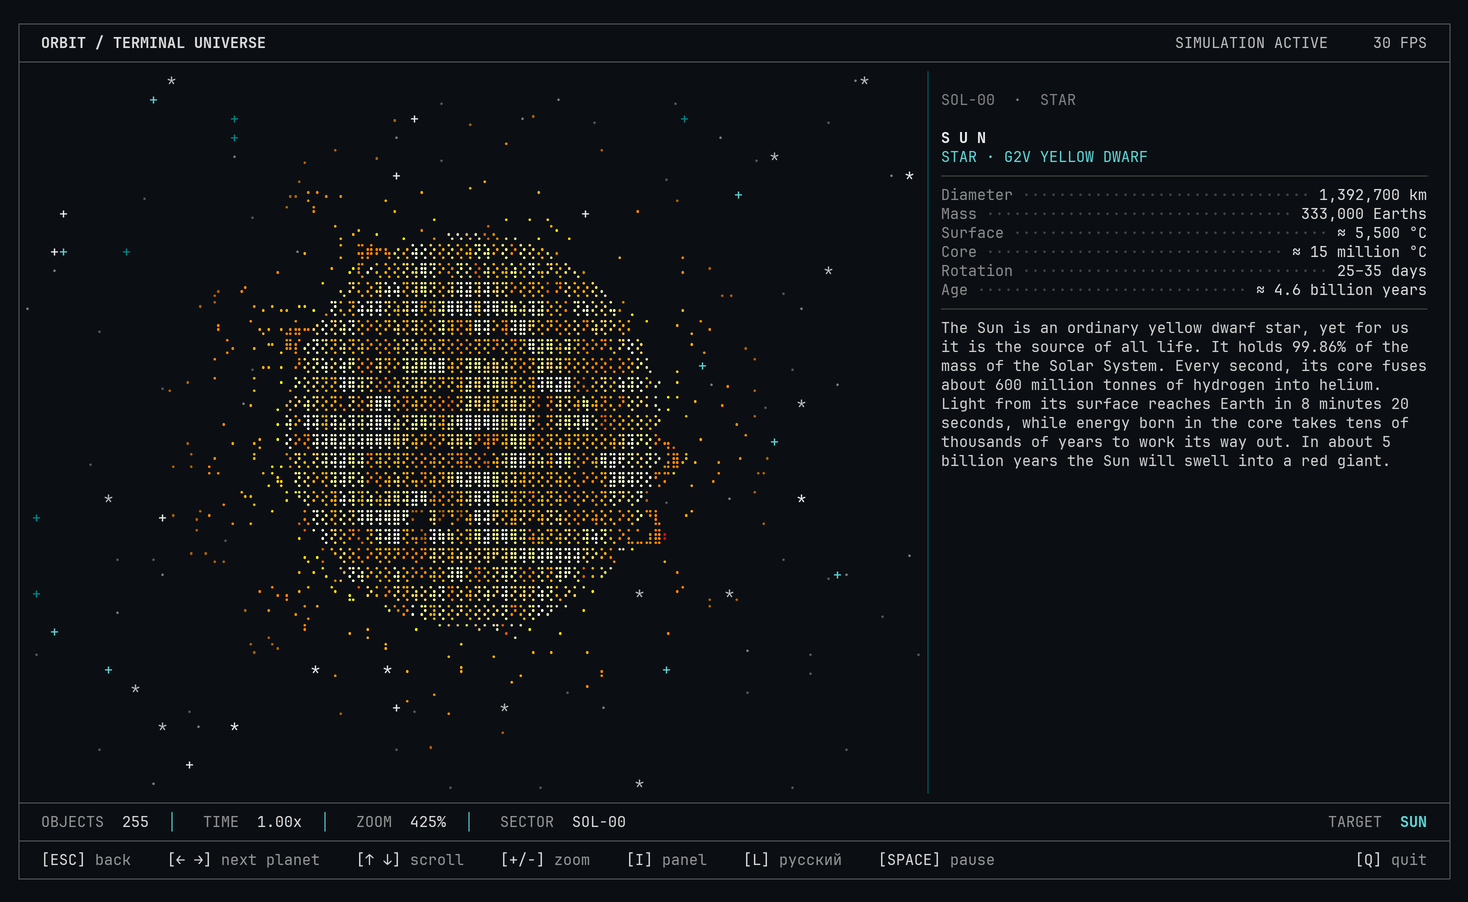 ORBIT / TERMINAL UNIVERSE
SIMULATION ACTIVE 30 FPS
SOL-00 · STAR
S U N
STAR · G2V YELLOW DWARF
Diameter 1,392,700 km
Mass 333,000 Earths
Surface ≈ 5,500 °C
Core ≈ 15 million °C
Rotation 25–35 days
Age ≈ 4.6 billion years
The Sun is an ordinary yellow dwarf star, yet for us
it is the source of all life. It holds 99.86% of the
mass of the Solar System. Every second, its core fuses
about 600 million tonnes of hydrogen into helium.
Light from its surface reaches Earth in 8 minutes 20
seconds, while energy born in the core takes tens of
thousands of years to work its way out. In about 5
billion years the Sun will swell into a red giant.
OBJECTS 255 │ TIME 1.00x │ ZOOM 425% │ SECTOR SOL-00
TARGET SUN
[ESC] back [← →] next planet [↑ ↓] scroll [+/-] zoom [I] panel [L] русский [SPACE] pause
[Q] quit